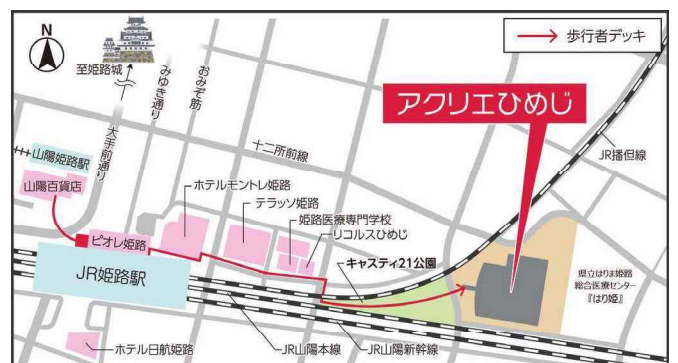 N
至姫路城
みゆき通り
おみぞ筋
歩行者デッキ
アクリエひめじ
大手前通り
十二所前線
JR播但線
山陽姫路駅
山陽百貨店
ホテルモントレ姫路
テラッソ姫路
姫路医療専門学校
リコルスひめじ
ピオレ姫路
キャスティ21公園
JR姫路駅
県立はりま姫路
総合医療センター
『はり姫』
ホテル日航姫路
JR山陽本線
JR山陽新幹線